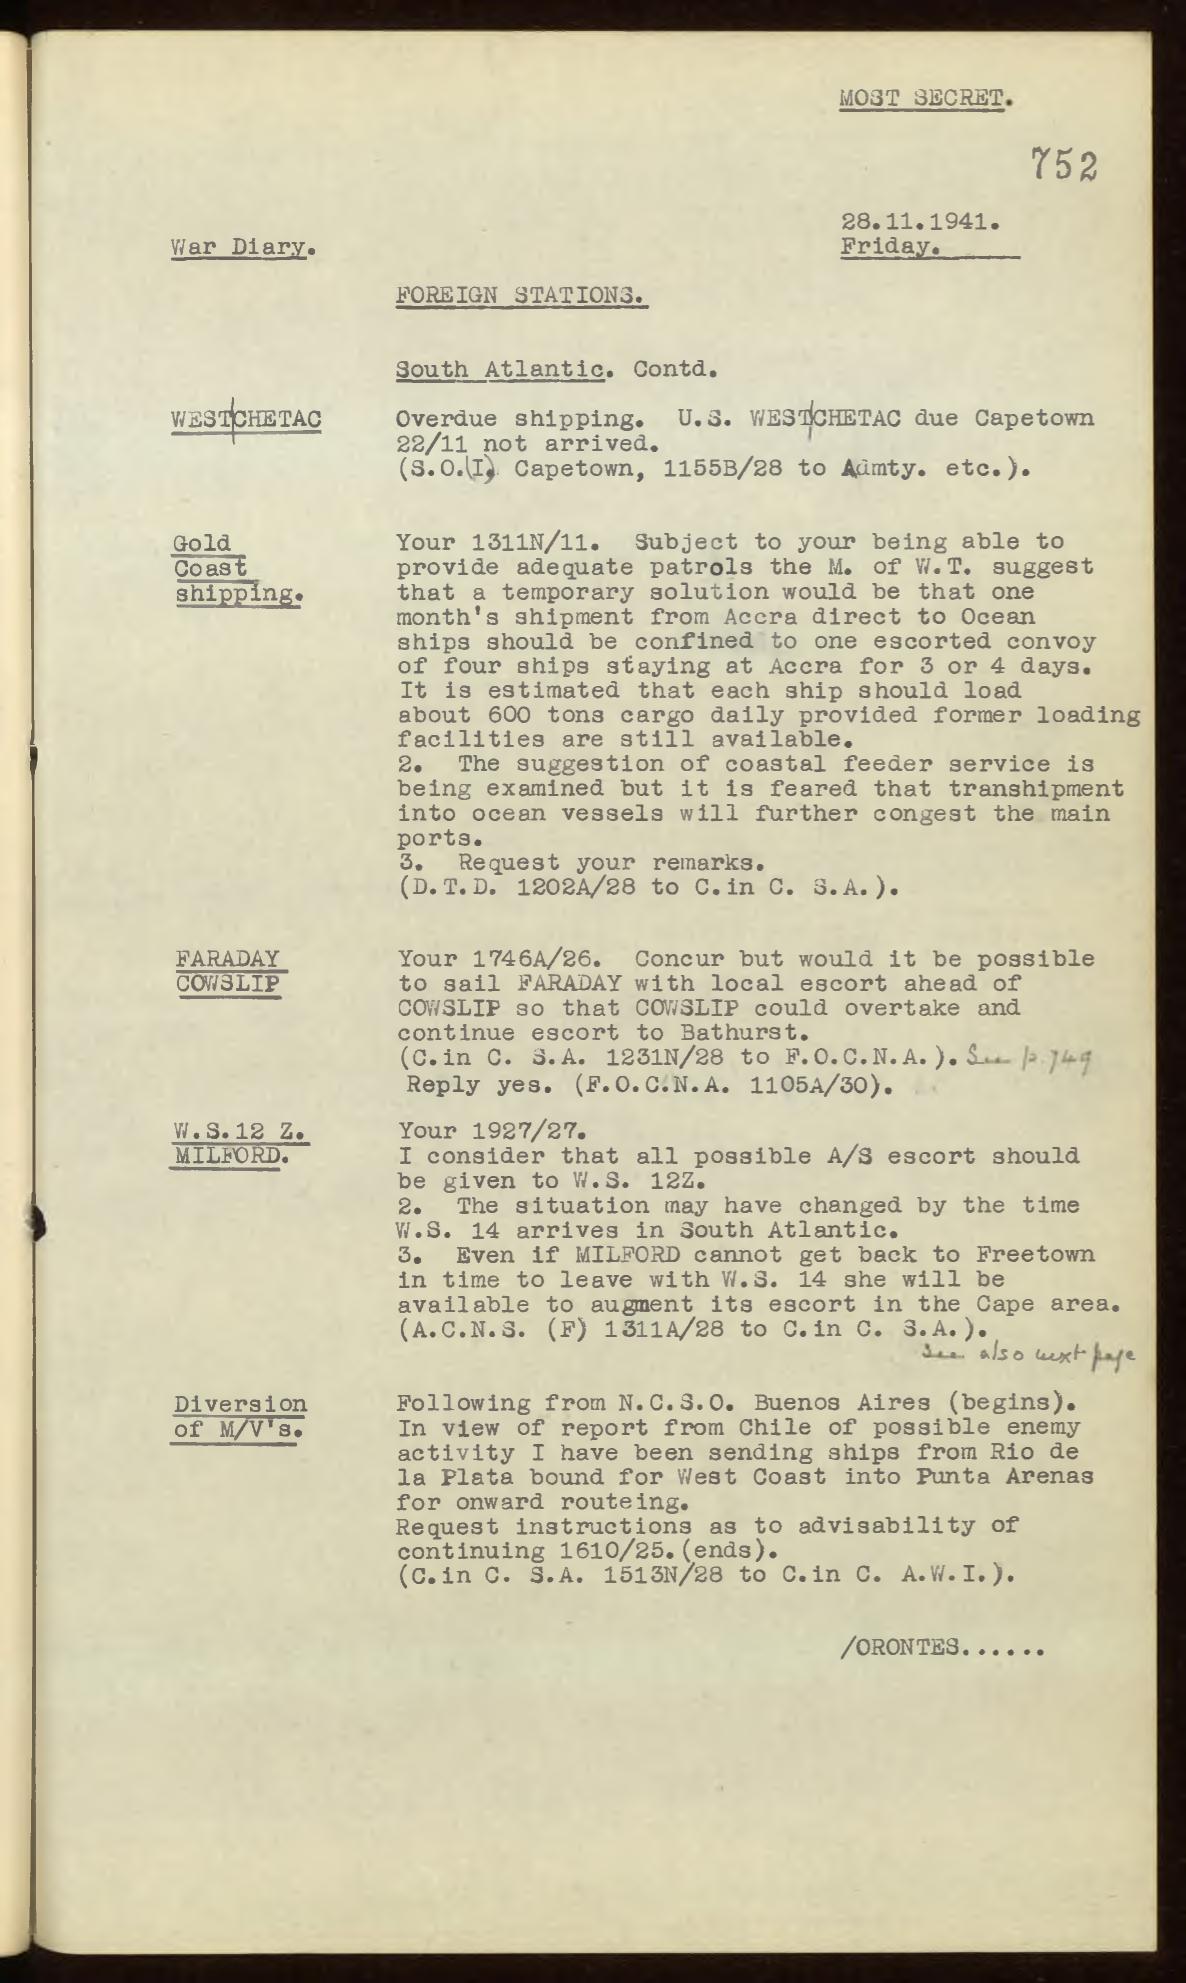 MOST SECRET.
752
28.11.1941.
War Diary.
Friday.
FOREIGN STATIONS.
South Atlantic. Contd.
WEST|CHETAC
Overdue shipping. U.S. WEST|CHETAC due Capetown
22/11 not arrived.
(S.O.(I) Capetown, 1155B/28 to Admty. etc.).
Gold
Coast
shipping.
Your 1311N/11. Subject to your being able to
provide adequate patrols the M. of W.T. suggest
that a temporary solution would be that one
month's shipment from Accra direct to Ocean
ships should be confined to one escorted convoy
of four ships staying at Accra for 3 or 4 days.
It is estimated that each ship should load
about 600 tons cargo daily provided former loading
facilities are still available.
2. The suggestion of coastal feeder service is
being examined but it is feared that transhipment
into ocean vessels will further congest the main
ports.
3. Request your remarks.
(D.T.D. 1202A/28 to C.in C. S.A.).
FARADAY
COWSLIP
Your 1746A/26. Concur but would it be possible
to sail FARADAY with local escort ahead of
COWSLIP so that COWSLIP could overtake and
continue escort to Bathurst.
(C.in C. S.A. 1231N/28 to F.O.C.N.A.). See p.749
Reply yes. (F.O.C.N.A. 1105A/30).
W.S.12 Z.
MILFORD.
Your 1927/27.
I consider that all possible A/S escort should
be given to W.S. 12Z.
2. The situation may have changed by the time
W.S. 14 arrives in South Atlantic.
3. Even if MILFORD cannot get back to Freetown
in time to leave with W.S. 14 she will be
available to augment its escort in the Cape area.
(A.C.N.S. (F) 1311A/28 to C.in C. S.A.).
See also next page
Diversion
of M/V's.
Following from N.C.S.O. Buenos Aires (begins).
In view of report from Chile of possible enemy
activity I have been sending ships from Rio de
la Plata bound for West Coast into Punta Arenas
for onward routeing.
Request instructions as to advisability of
continuing 1610/25.(ends).
(C.in C. S.A. 1513N/28 to C.in C. A.W.I.).
/ORONTES......